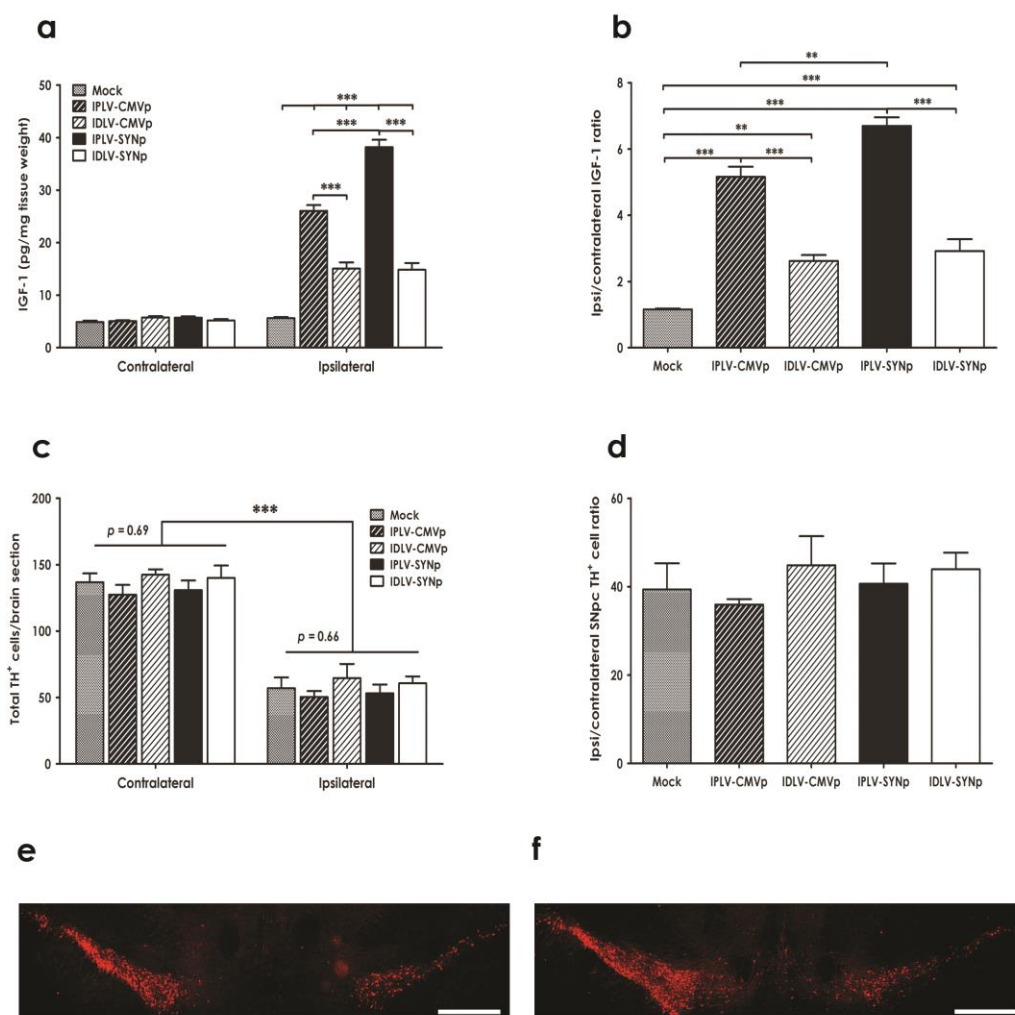 a
IGF-1 (pg/mg tissue weight)
50
40
30
20
10
0
Mock
IPLV-CMVp
IDLV-CMVp
IPLV-SYNp
IDLV-SYNp
***
*** ***
***
Contralateral Ipsilateral
b
Ipsi/contralateral IGF-1 ratio
8
6
4
2
0
**
***
*** ***
**
*** ***
Mock IPLV-CMVp IDLV-CMVp IPLV-SYNp IDLV-SYNp
c
Total TH+ cells/brain section
200
150
100
50
0
p = 0.69
***
p = 0.66
Mock
IPLV-CMVp
IDLV-CMVp
IPLV-SYNp
IDLV-SYNp
Contralateral Ipsilateral
d
Ipsi/contralateral SNpc TH+ cell ratio
60
40
20
0
Mock IPLV-CMVp IDLV-CMVp IPLV-SYNp IDLV-SYNp
e
f